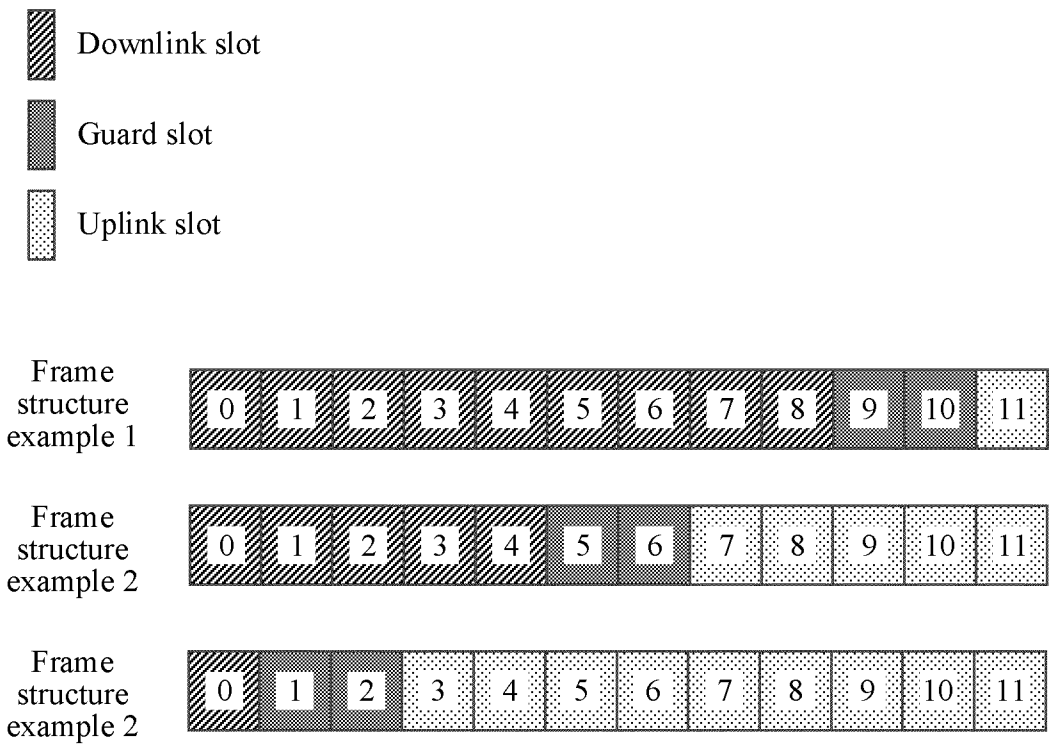 Downlink slot
Guard slot
Uplink slot
Frame
structure
example 1
0 1 2 3 4 5 6 7 8 9 10 11
Frame
structure
example 2
0 1 2 3 4 5 6 7 8 9 10 11
Frame
structure
example 2
0 1 2 3 4 5 6 7 8 9 10 11